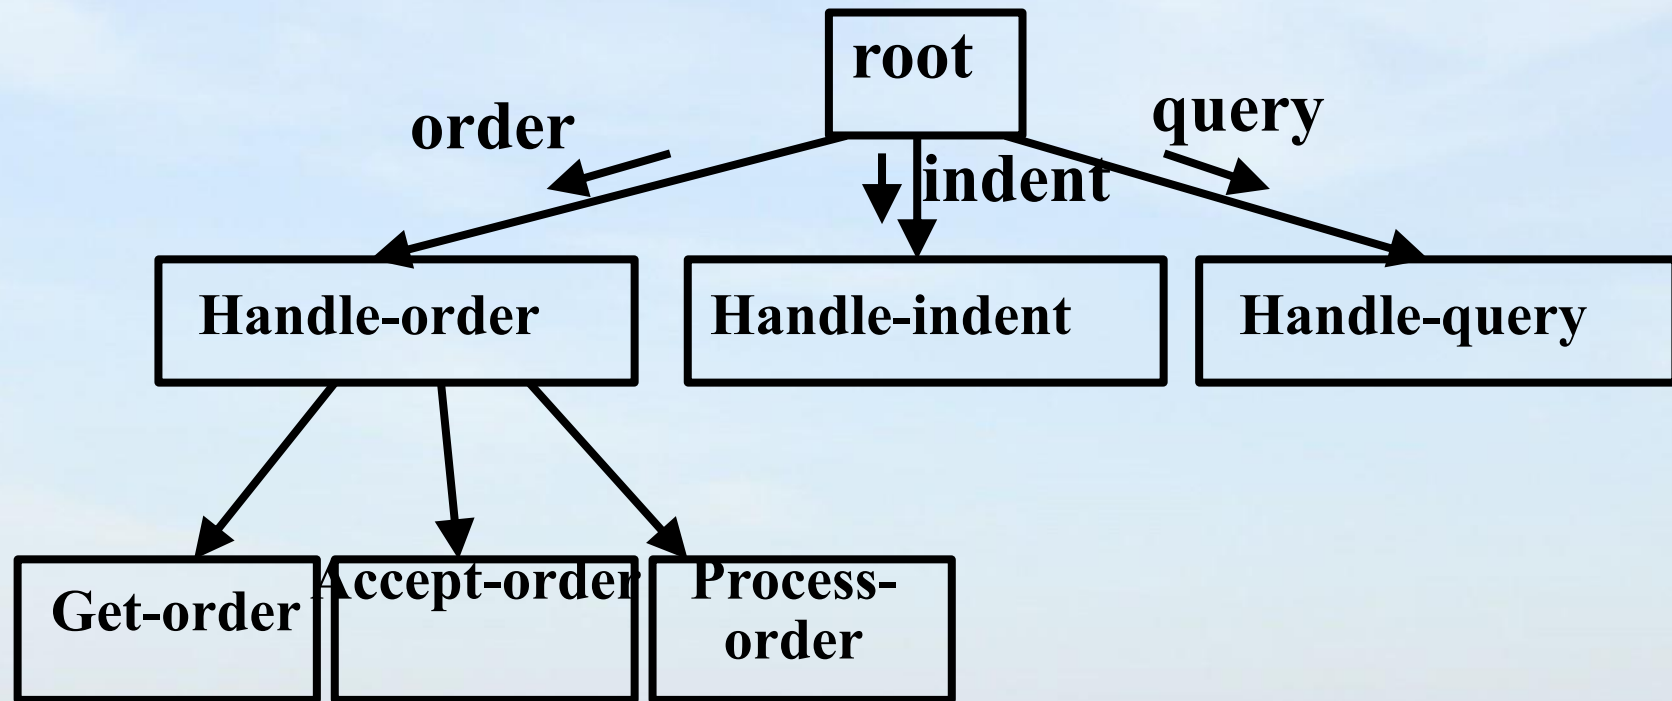 root
order
query
indent
Handle-order
Handle-indent
Handle-query
Get-order
Accept-order
Process-
order